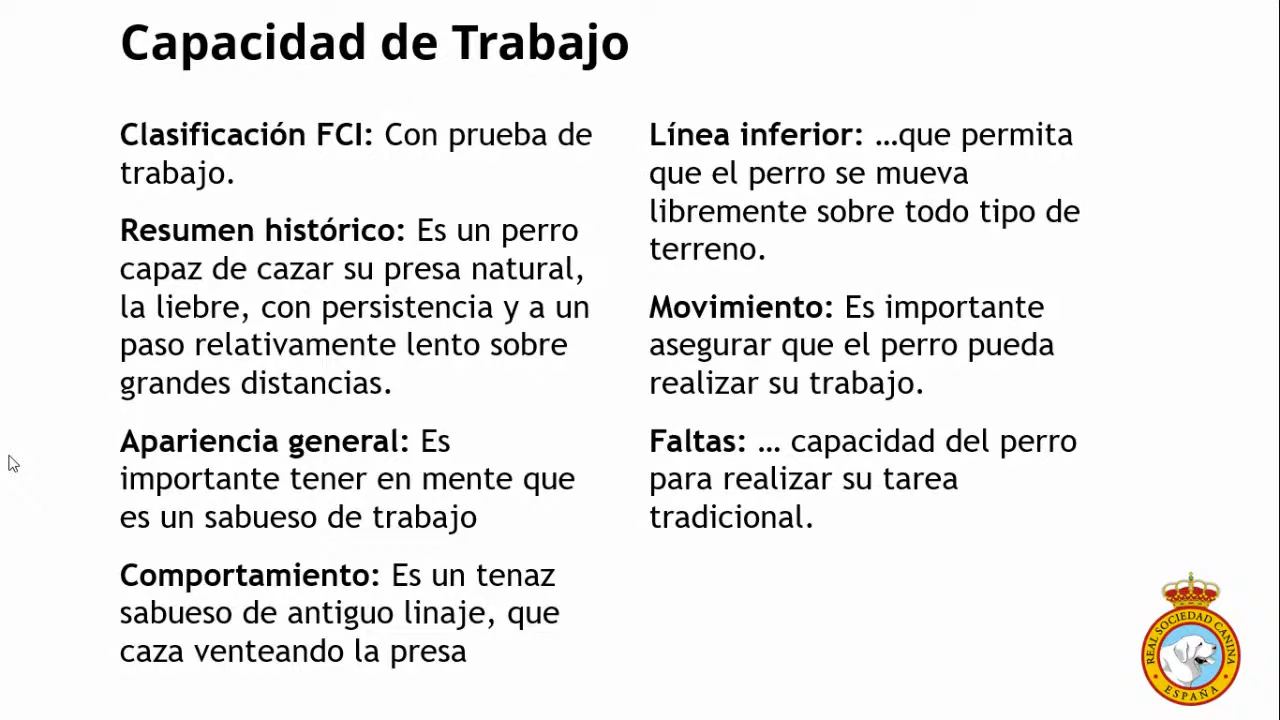 Capacidad de Trabajo
Clasificación FCI: Con prueba de
trabajo.
Resumen histórico: Es un perro
capaz de cazar su presa natural,
la liebre, con persistencia y a un
paso relativamente lento sobre
grandes distancias.
Apariencia general: Es
importante tener en mente que
es un sabueso de trabajo
Comportamiento: Es un tenaz
sabueso de antiguo linaje, que
caza venteando la presa
Línea inferior: …que permita
que el perro se mueva
libremente sobre todo tipo de
terreno.
Movimiento: Es importante
asegurar que el perro pueda
realizar su trabajo.
Faltas: … capacidad del perro
para realizar su tarea
tradicional.
REAL SOCIEDAD CANINA
ESPAÑA